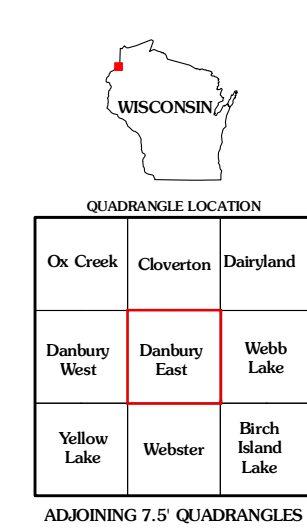 WISCONSIN
QUADRANGLE LOCATION
Ox Creek
Cloverton
Dairyland
Danbury
West
Danbury
East
Webb
Lake
Yellow
Lake
Webster
Birch
Island
Lake
ADJOINING 7.5' QUADRANGLES